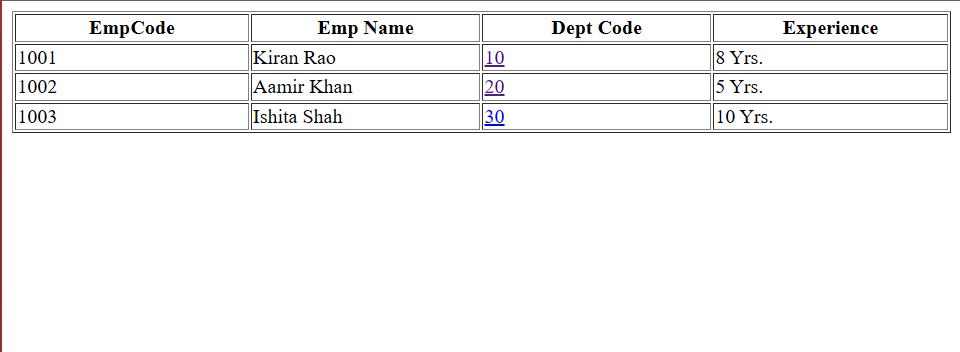 EmpCode Emp Name Dept Code Experience
1001 Kiran Rao 10 8 Yrs.
1002 Aamir Khan 20 5 Yrs.
1003 Ishita Shah 30 10 Yrs.